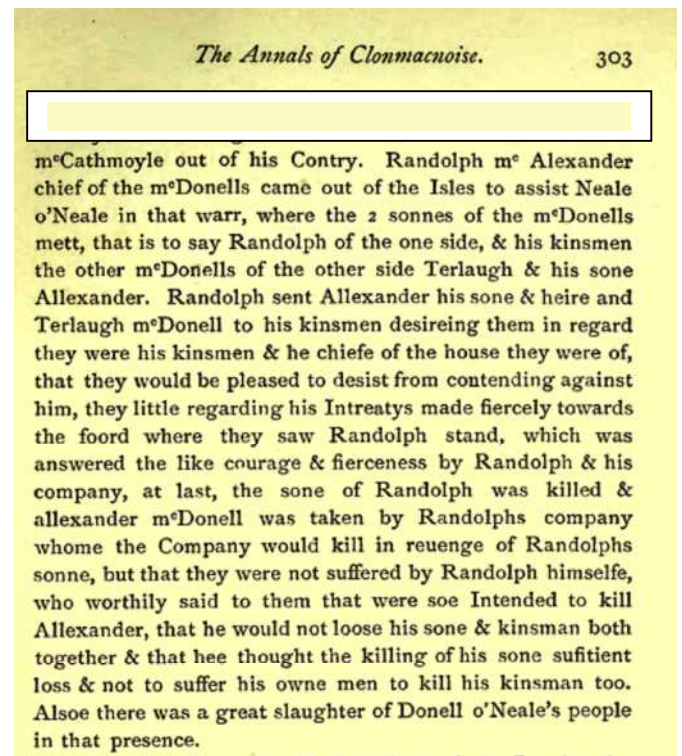 The Annals of Clonmacnoise. 303
mᶜCathmoyle out of his Contry. Randolph mᶜ Alexander
chief of the mᶜDonells came out of the Isles to assist Neale
o'Neale in that warr, where the 2 sonnes of the mᶜDonells
mett, that is to say Randolph of the one side, & his kinsmen
the other mᶜDonells of the other side Terlaugh & his sone
Allexander. Randolph sent Allexander his sone & heire and
Terlaugh mᶜDonell to his kinsmen desireing them in regard
they were his kinsmen & he chiefe of the house they were of,
that they would be pleased to desist from contending against
him, they little regarding his Intreatys made fiercely towards
the foord where they saw Randolph stand, which was
answered the like courage & fierceness by Randolph & his
company, at last, the sone of Randolph was killed &
allexander mᶜDonell was taken by Randolphs company
whome the Company would kill in reuenge of Randolphs
sonne, but that they were not suffered by Randolph himselfe,
who worthily said to them that were soe Intended to kill
Allexander, that he would not loose his sone & kinsman both
together & that hee thought the killing of his sone sufitient
loss & not to suffer his owne men to kill his kinsman too.
Alsoe there was a great slaughter of Donell o'Neale's people
in that presence.